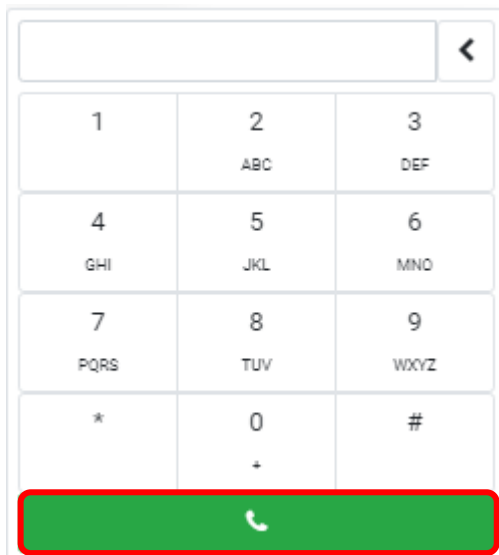 1 2 3
ABC DEF
4 5 6
GHI JKL MNO
7 8 9
PQRS TUV WXYZ
* 0 #
+